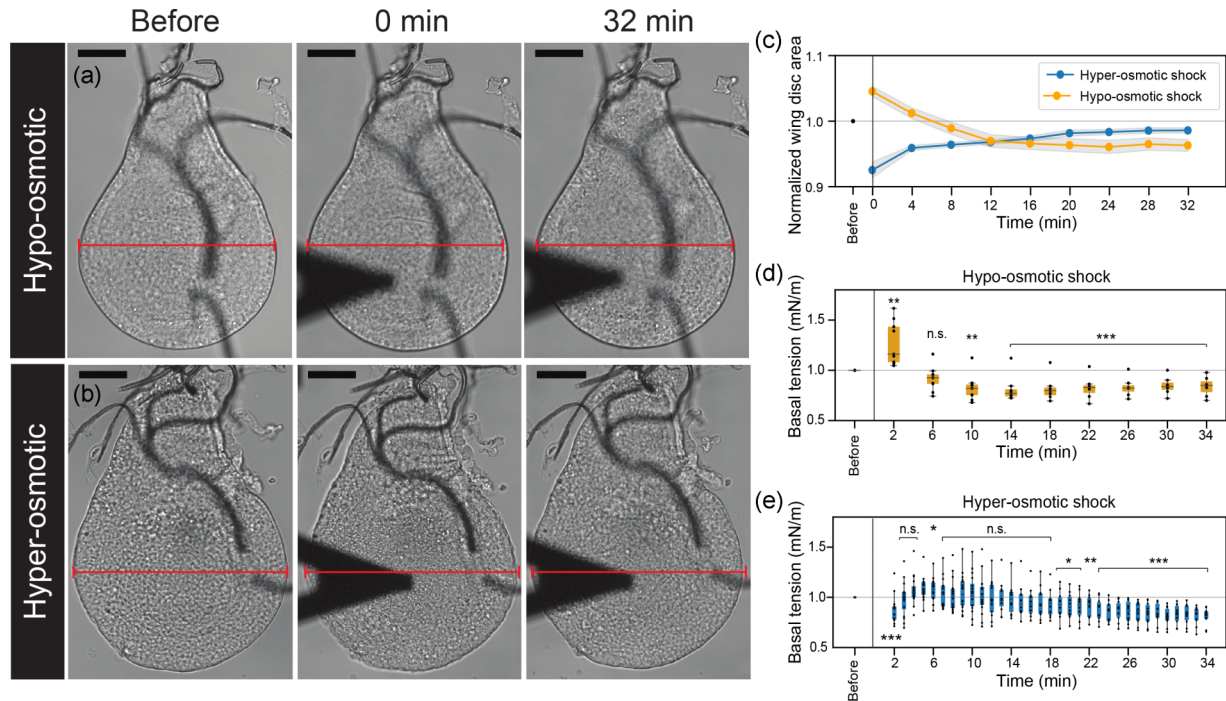 Before
0 min
32 min
Hypo-osmotic
(a)
Hyper-osmotic
(b)
(c)
1.1
1.0
0.9
Normalized wing disc area
Hyper-osmotic shock
Hypo-osmotic shock
Before
0 4 8 12 16 20 24 28 32
Time (min)
(d)
Hypo-osmotic shock
Basal tension (mN/m)
1.5
1.0
0.5
**
n.s.
**
***
Before
2 6 10 14 18 22 26 30 34
Time (min)
(e)
Hyper-osmotic shock
Basal tension (mN/m)
1.5
1.0
0.5
n.s.
*
n.s.
*
**
***
***
Before
2 6 10 14 18 22 26 30 34
Time (min)